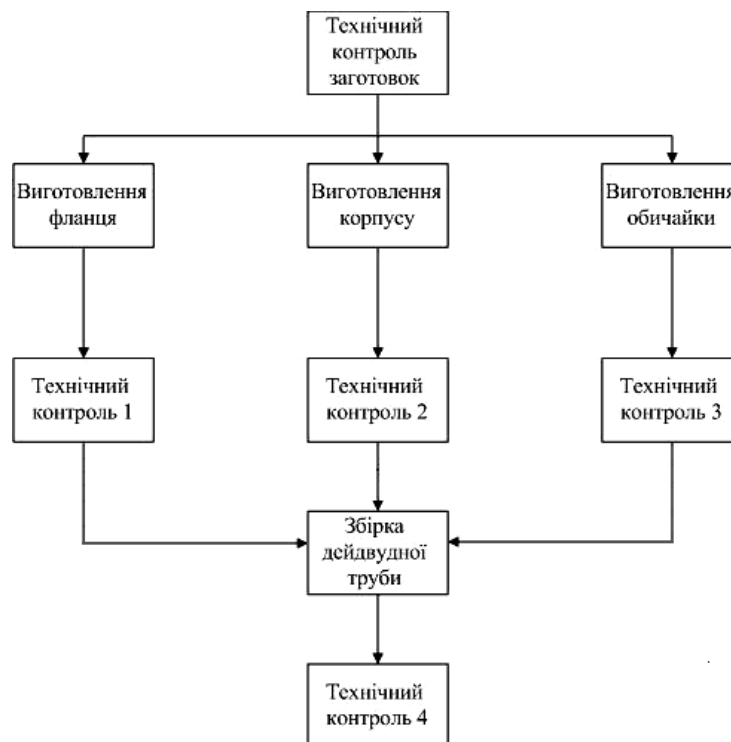 Технічний
контроль
заготовок
Виготовлення
фланця
Виготовлення
корпусу
Виготовлення
обичайки
Технічний
контроль 1
Технічний
контроль 2
Технічний
контроль 3
Збірка
дейдвудної
труби
Технічний
контроль 4